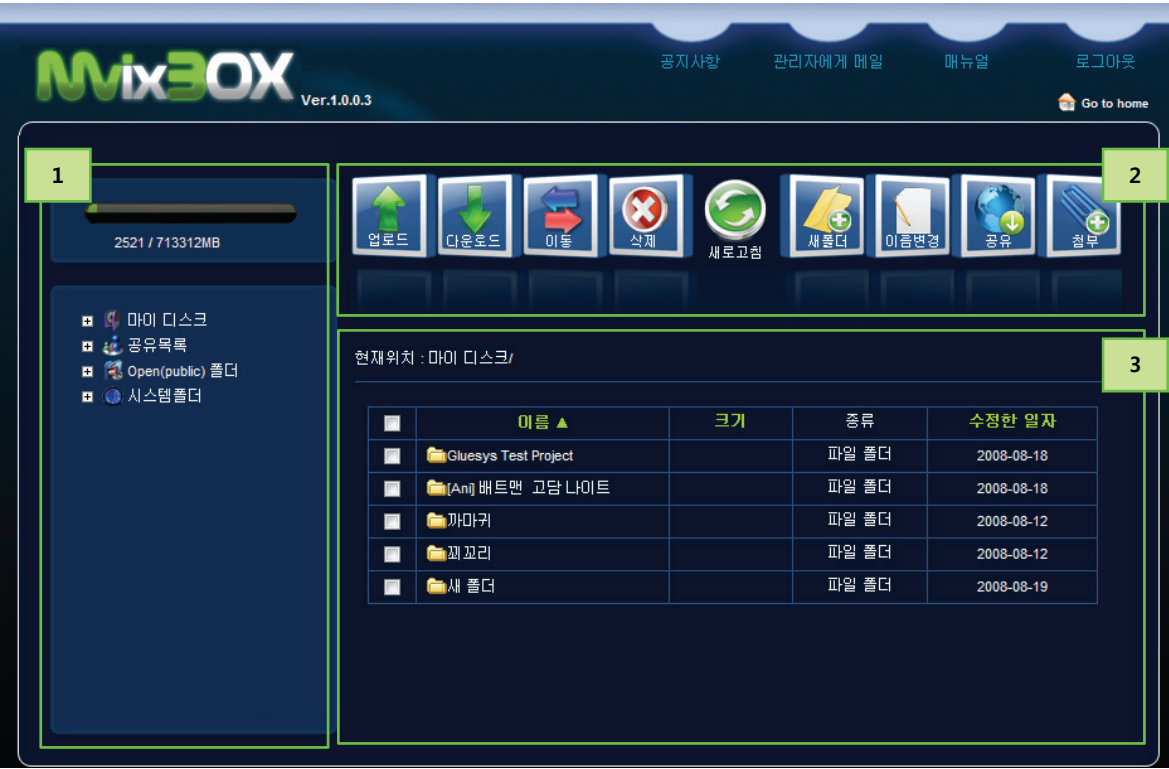 공지사항 관리자에게 메일 매뉴얼 로그아웃
MixBOX Ver.1.0.0.3
Go to home
1
2521 / 713312MB
마이 디스크
공유목록
Open(public) 폴더
시스템폴더
2
업로드 다운로드 이동 삭제 새로고침 새폴더 이름변경 공유 첨부
3
현재위치 : 마이 디스크/
이름 ▲ 크기 종류 수정한 일자
Gluesys Test Project 파일 폴더 2008-08-18
[Ani] 배트맨 고담 나이트 파일 폴더 2008-08-18
까마귀 파일 폴더 2008-08-12
꾀꼬리 파일 폴더 2008-08-12
새 폴더 파일 폴더 2008-08-19